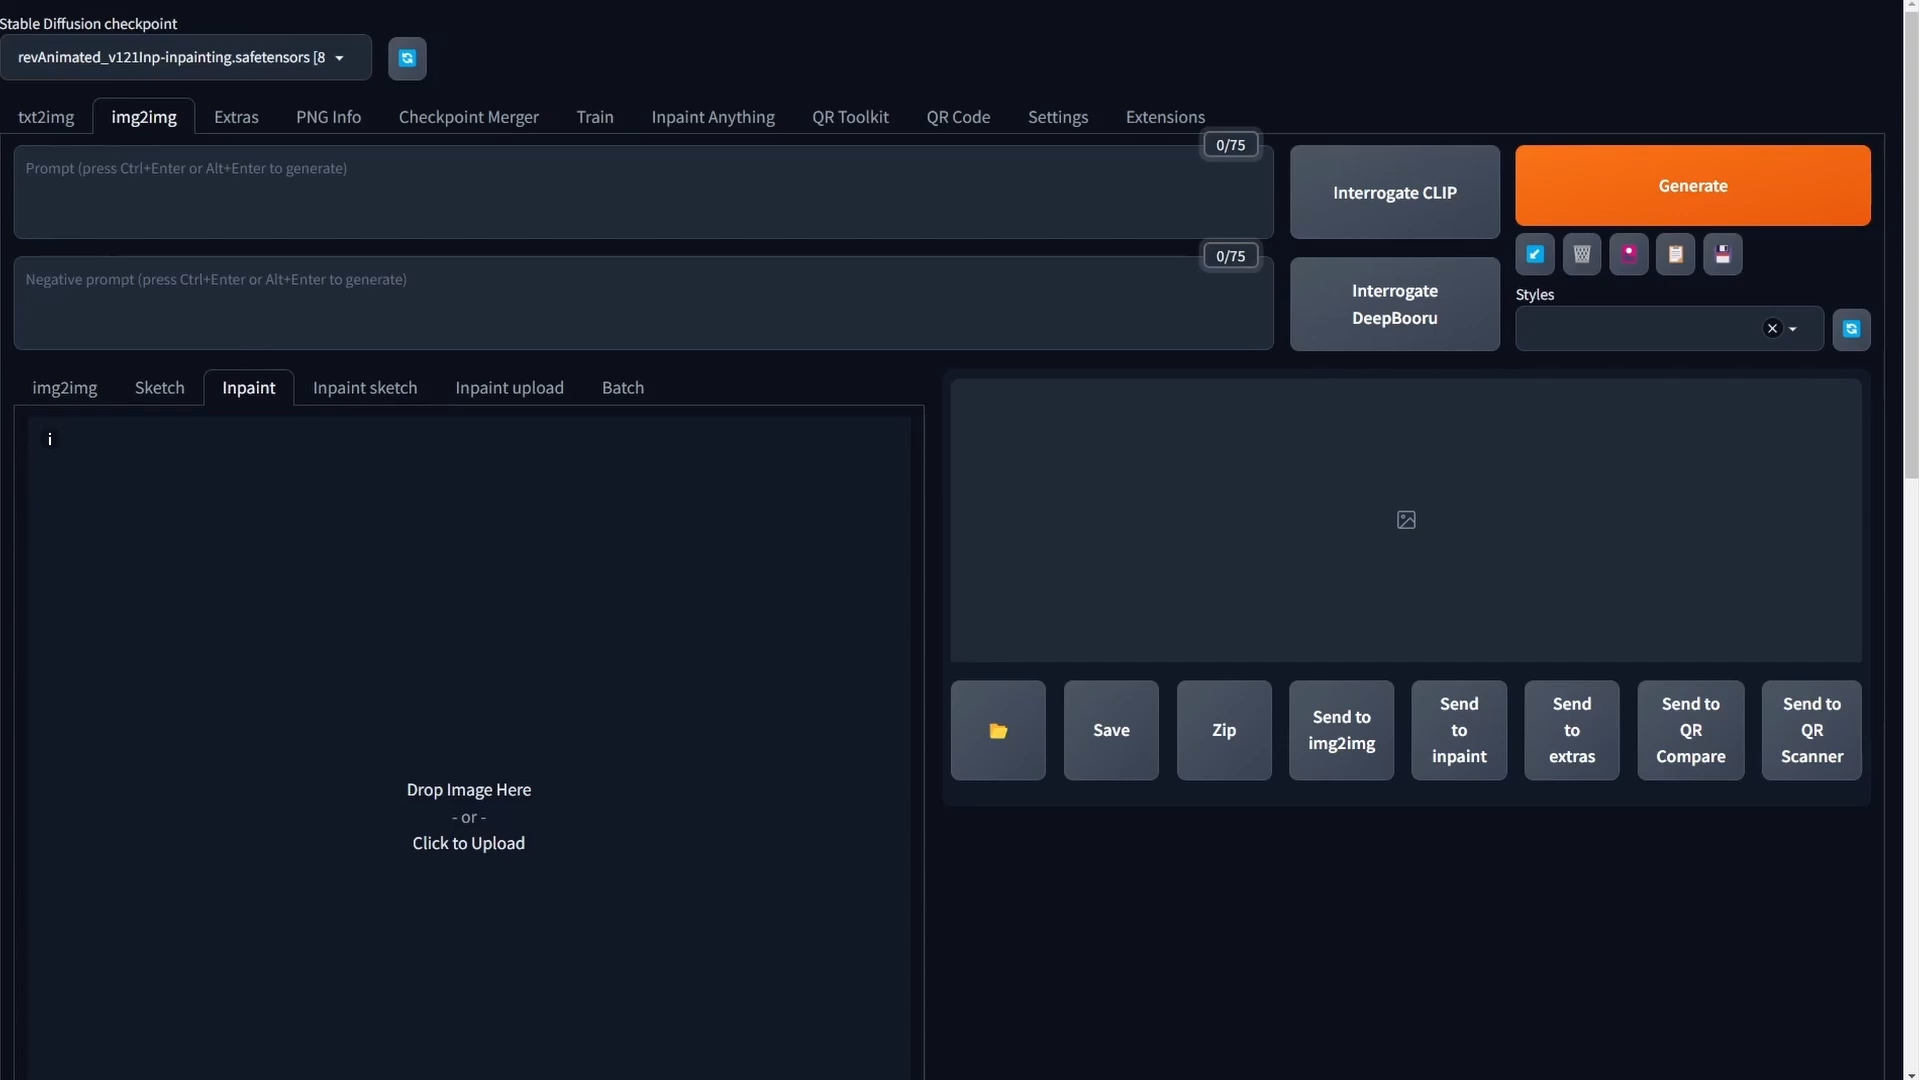 Stable Diffusion checkpoint
revAnimated_v121Inp-inpainting.safetensors [8
txt2img img2img Extras PNG Info Checkpoint Merger Train Inpaint Anything QR Toolkit QR Code Settings Extensions
0/75
Prompt (press Ctrl+Enter or Alt+Enter to generate)
Interrogate CLIP
Generate
0/75
Negative prompt (press Ctrl+Enter or Alt+Enter to generate)
Interrogate
DeepBooru
Styles
img2img Sketch Inpaint Inpaint sketch Inpaint upload Batch
i
Drop Image Here
- or -
Click to Upload
Save
Zip
Send to
img2img
Send
to
inpaint
Send
to
extras
Send to
QR
Compare
Send to
QR
Scanner